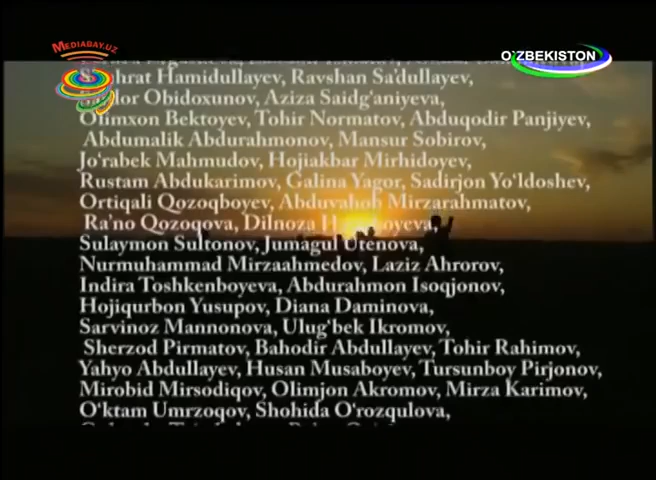 MEDIABAY.UZ
O'ZBEKISTON
Hamidullayev, Ravshan Sa'dullayev,
Obidoxunov, Aziza Saidg'aniyeva,
Olimxon Bektoyev, Tohir Normatov, Abduqodir Panjiyev,
Abdumalik Abdurahmonov, Mansur Sobirov,
Jo'rabek Mahmudov, Hojiakbar Mirhidoyev,
Rustam Abdukarimov, Galina Yagor, Sadirjon Yo'ldoshev,
Ortiqali Qozoqboyev, Abduvahob Mirzarahmatov,
Ra'no Qozoqova, Dilnoza
Sulaymon Sultonov, Jumagul Utenova,
Nurmuhammad Mirzaahmedov, Laziz Ahrorov,
Indira Toshkenboyeva, Abdurahmon Isoqjonov,
Hojiqurbon Yusupov, Diana Daminova,
Sarvinoz Mannonova, Ulug'bek Ikromov,
Sherzod Pirmatov, Bahodir Abdullayev, Tohir Rahimov,
Yahyo Abdullayev, Husan Musaboyev, Tursunboy Pirjonov,
Mirobid Mirsodiqov, Olimjon Akromov, Mirza Karimov,
O'ktam Umrzoqov, Shohida O'rozqulova,